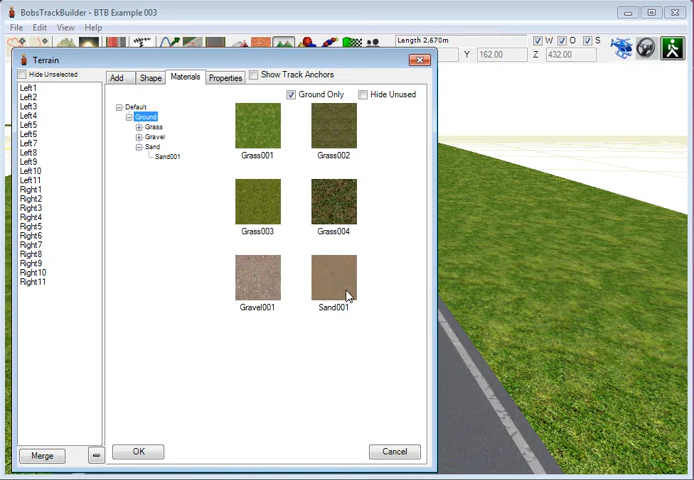 BobsTrackBuilder - BTB Example 003
File Edit View Help
Length 2.670m
Y 162.00 Z 432.00 W O S
Terrain
Hide Unselected
Add Shape Materials Properties Show Track Anchors
Ground Only Hide Unused
Left1
Left2
Left3
Left4
Left5
Left6
Left7
Left8
Left9
Left10
Left11
Right1
Right2
Right3
Right4
Right5
Right6
Right7
Right8
Right9
Right10
Right11
Default
Ground
Grass
Gravel
Sand
Sand001
Grass001 Grass002
Grass003 Grass004
Gravel001 Sand001
Merge OK Cancel